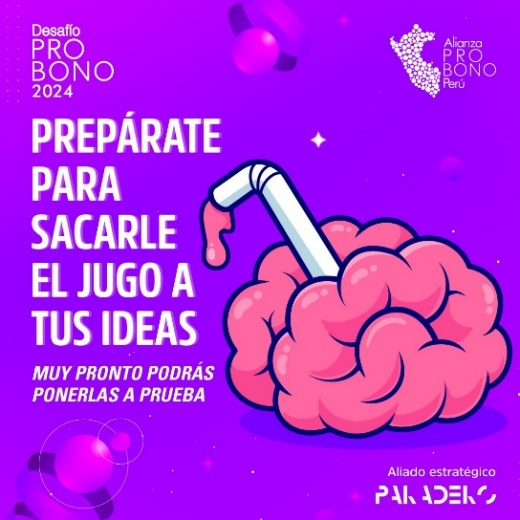 Desafío
PRO
BONO
2024
Alianza
PRO
BONO
Perú
PREPÁRATE
PARA
SACARLE
EL JUGO A
TUS IDEAS
MUY PRONTO PODRÁS
PONERLAS A PRUEBA
Aliado estratégico